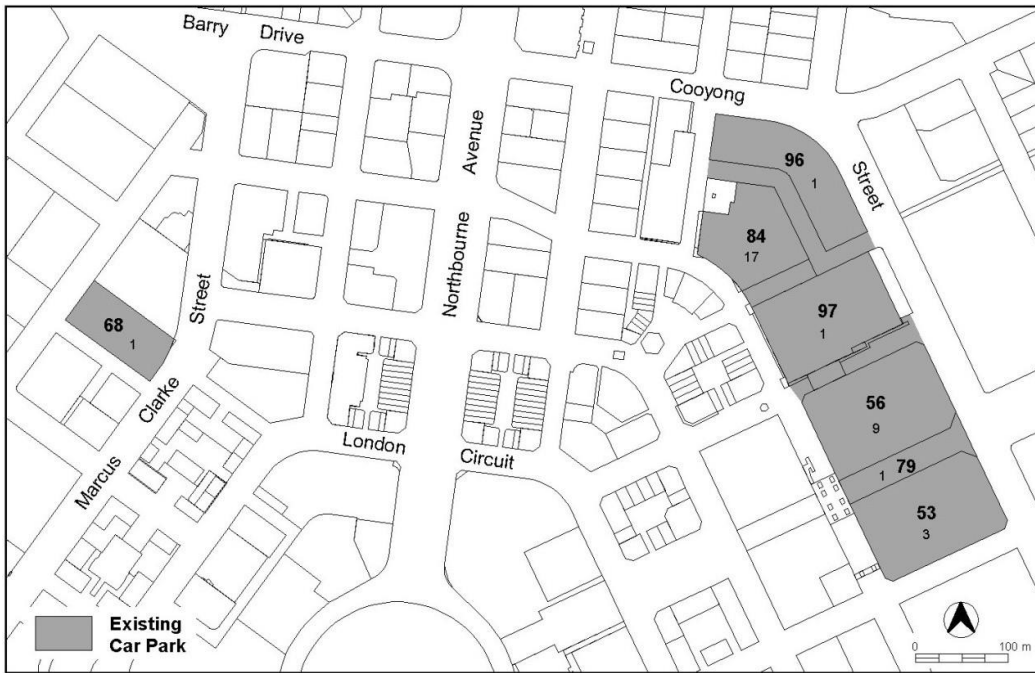 Barry Drive
Cooyong
Street
Avenue
Northbourne
Street
Clarke
Marcus
London
Circuit
96
1
84
17
97
1
68
1
56
9
79
1
53
3
Existing
Car Park
0 100 m